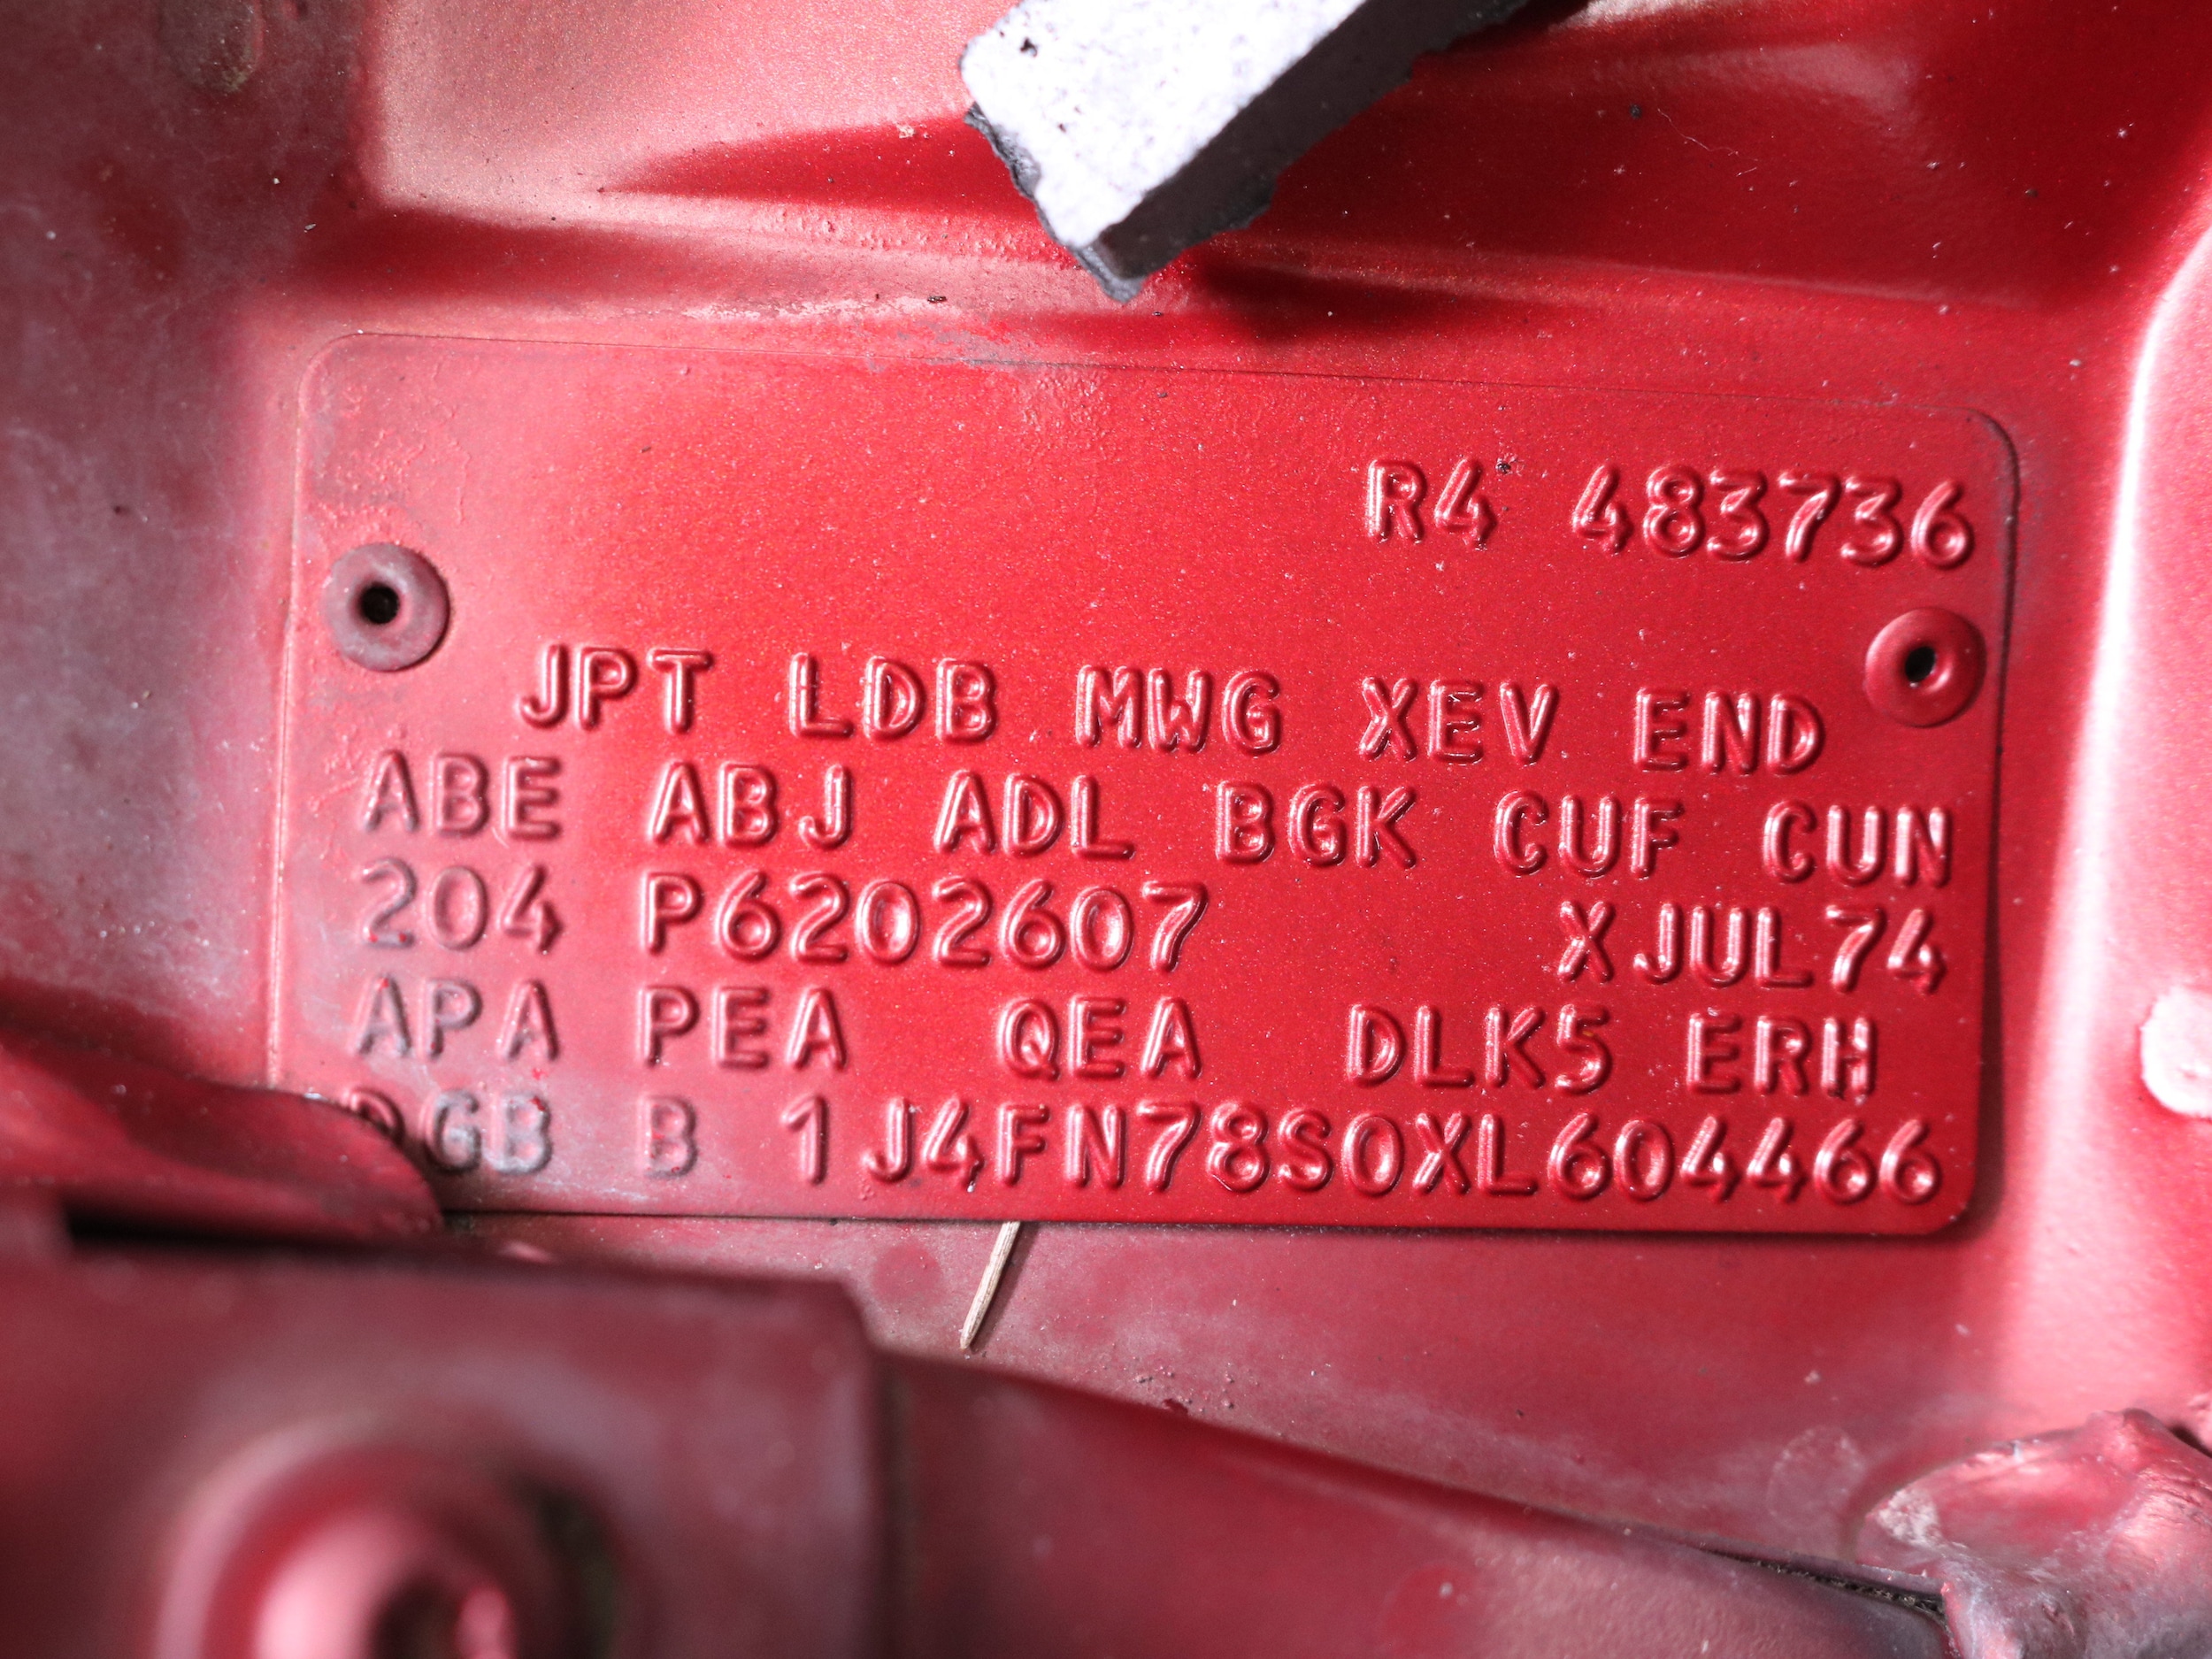 R4 483736
JPT LDB MWG XEV END
ABE ABJ ADL BGK CUF CUN
204 P6202607 XJUL74
APA PEA QEA DLK5 ERH
DGB B 1J4FN78S0XL604466